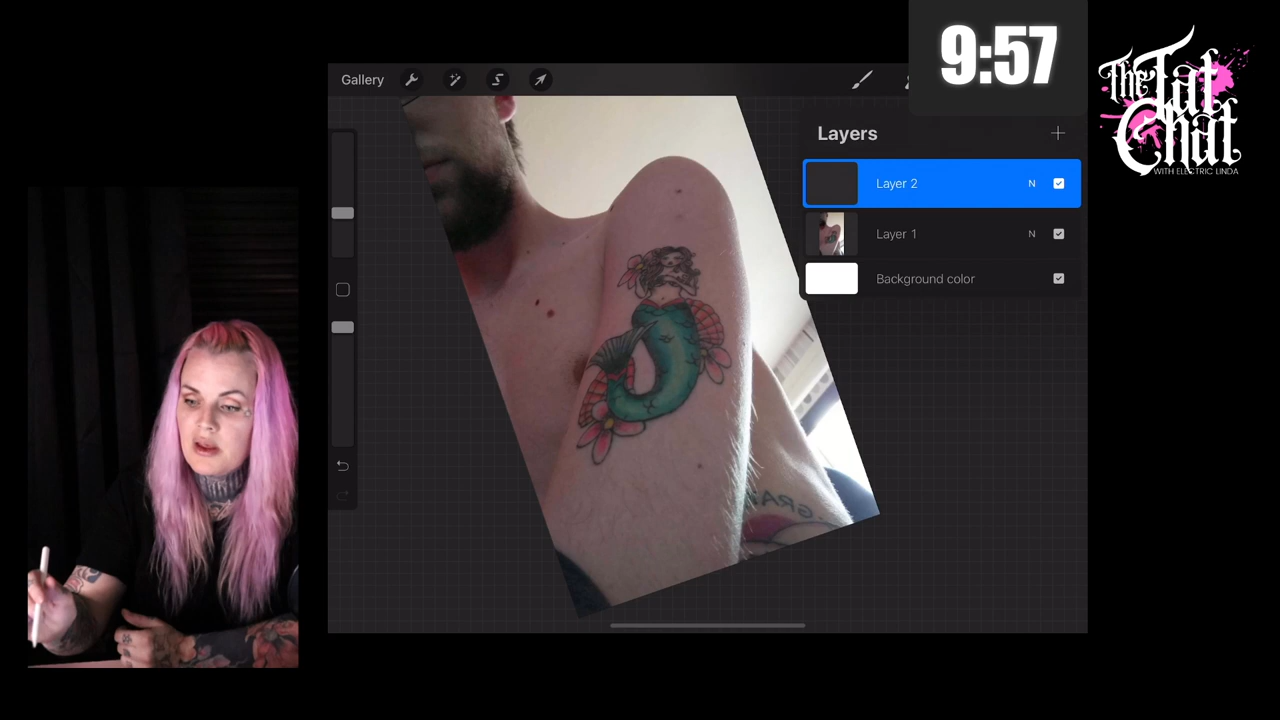 9:57
The Tat Chat
WITH ELECTRIC LINDA
Gallery
Layers
Layer 2 N
Layer 1 N
Background color